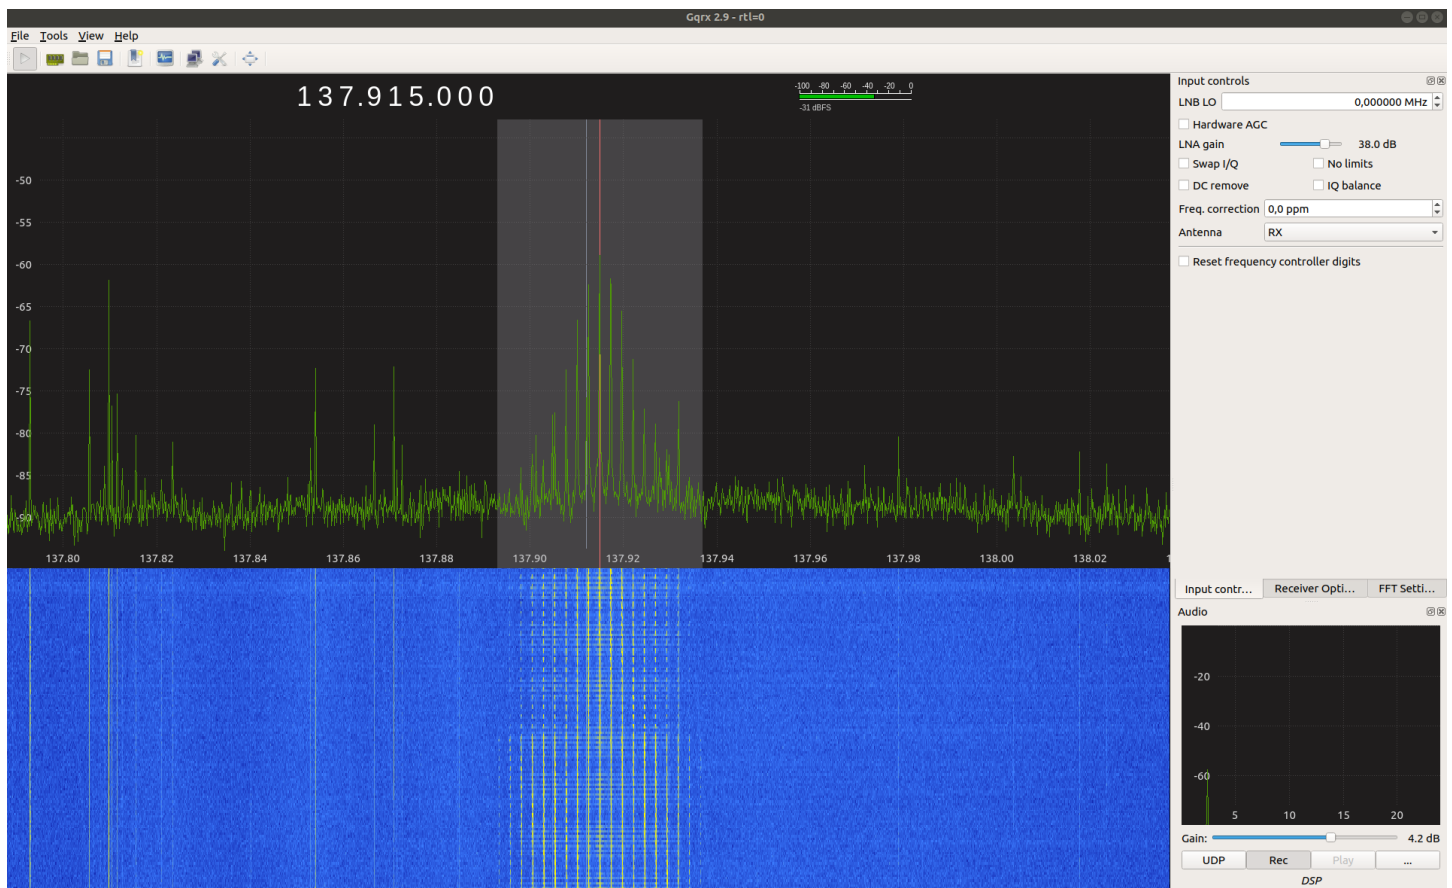 Gqrx 2.9 - rtl=0
File Tools View Help
137.915.000
-100 -80 -60 -40 -20 0
-31 dBFS
-50
-55
-60
-65
-70
-75
-80
-85
-90
137.80 137.82 137.84 137.86 137.88 137.90 137.92 137.94 137.96 137.98 138.00 138.02 1
Input controls
LNB LO 0,000000 MHz
Hardware AGC
LNA gain 38.0 dB
Swap I/Q No limits
DC remove IQ balance
Freq. correction 0,0 ppm
Antenna RX
Reset frequency controller digits
Input contr... Receiver Opti... FFT Setti...
Audio
-20
-40
-60
5 10 15 20
Gain: 4.2 dB
UDP Rec Play ...
DSP